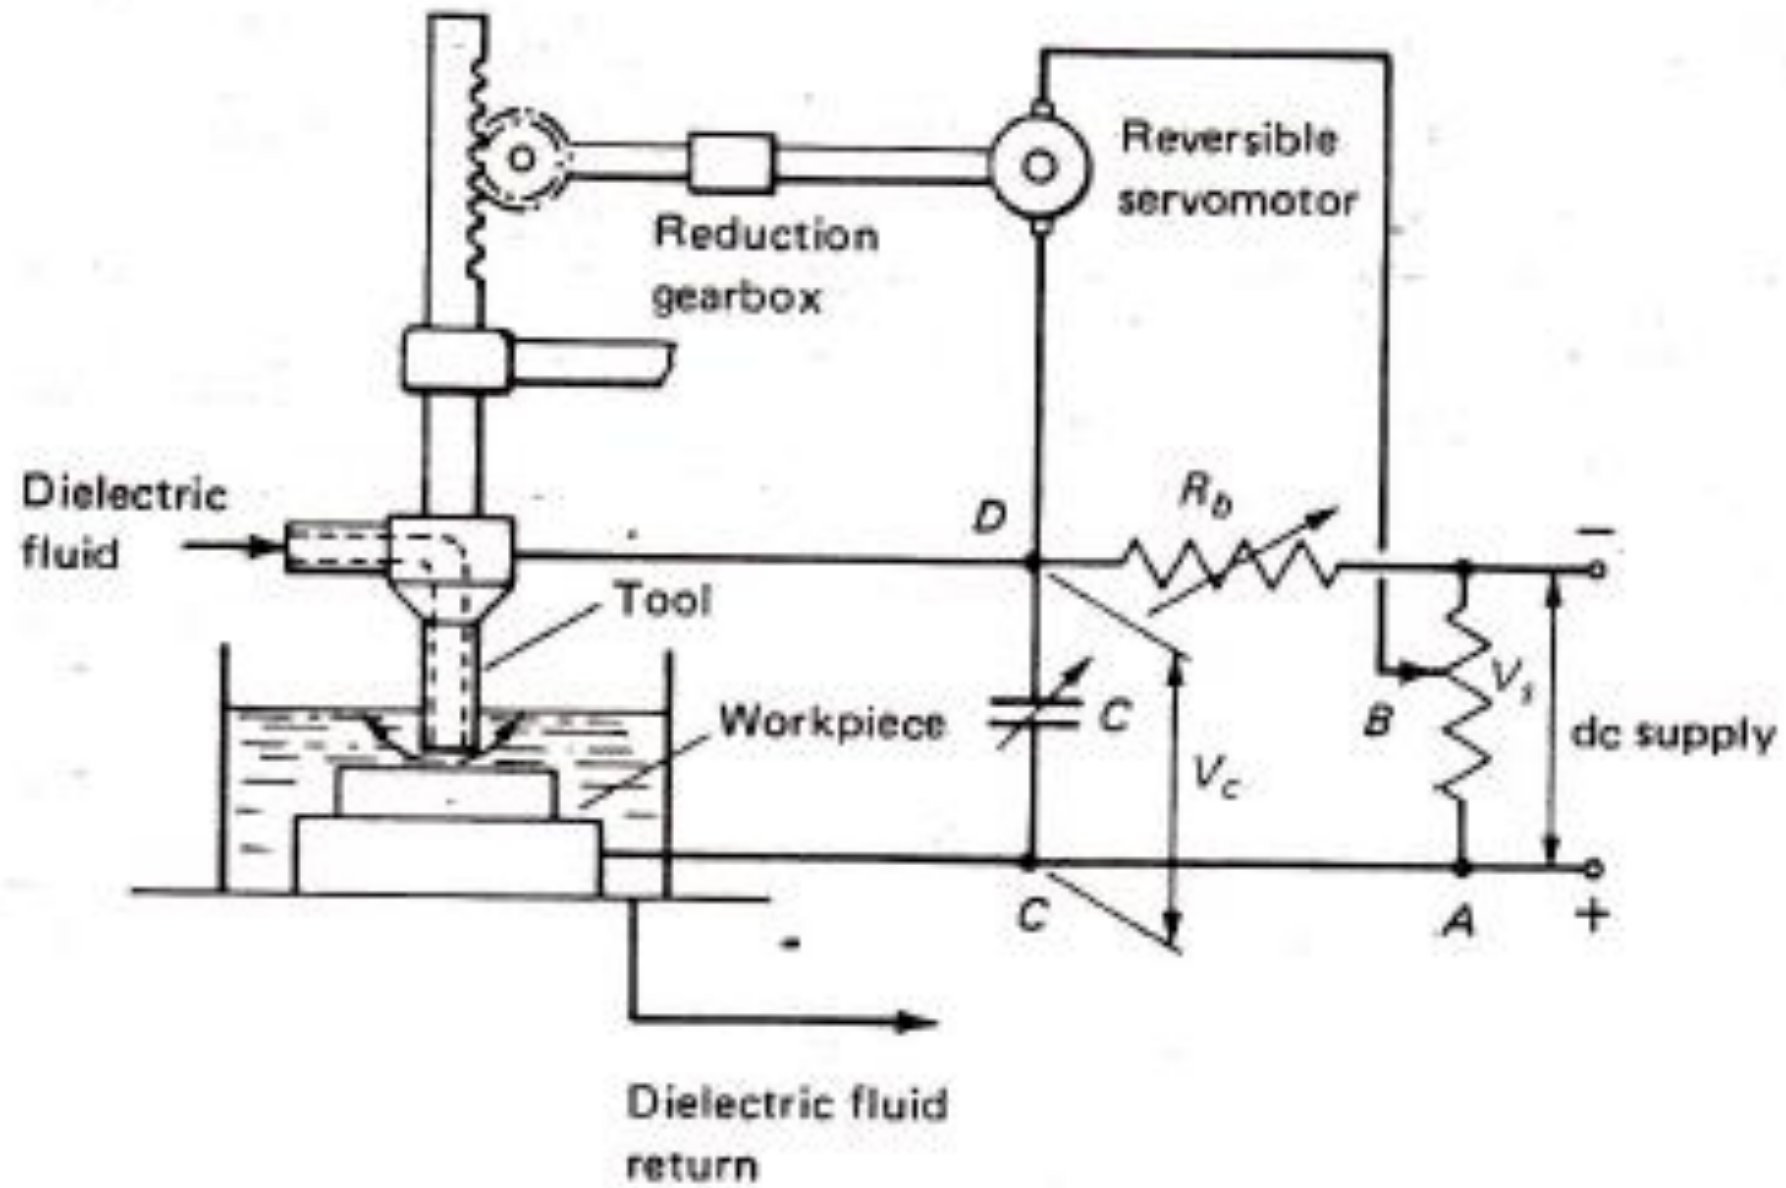 Reversible
servomotor
Reduction
gearbox
Dielectric
fluid
D
R_b
−
Tool
Workpiece
C
V_c
B
V_s
dc supply
C
A
+
Dielectric fluid
return